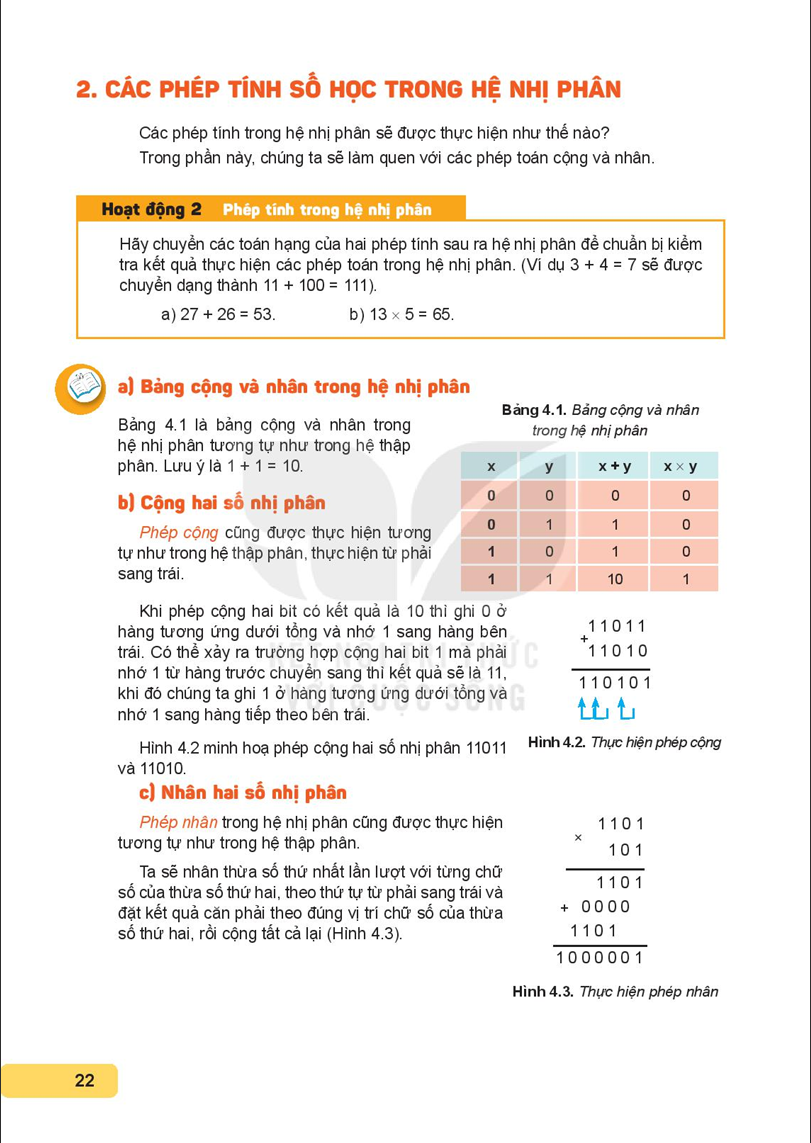 2. CÁC PHÉP TÍNH SỐ HỌC TRONG HỆ NHỊ PHÂN
Các phép tính trong hệ nhị phân sẽ được thực hiện như thế nào?
Trong phần này, chúng ta sẽ làm quen với các phép toán cộng và nhân.
Hoạt động 2 Phép tính trong hệ nhị phân
Hãy chuyển các toán hạng của hai phép tính sau ra hệ nhị phân để chuẩn bị kiểm
tra kết quả thực hiện các phép toán trong hệ nhị phân. (Ví dụ 3 + 4 = 7 sẽ được
chuyển dạng thành 11 + 100 = 111).
a) 27 + 26 = 53. b) 13 × 5 = 65.
a) Bảng cộng và nhân trong hệ nhị phân
Bảng 4.1 là bảng cộng và nhân trong
hệ nhị phân tương tự như trong hệ thập
phân. Lưu ý là 1 + 1 = 10.
Bảng 4.1. Bảng cộng và nhân
trong hệ nhị phân
x y x + y x × y
0 0 0 0
0 1 1 0
1 0 1 0
1 1 10 1
b) Cộng hai số nhị phân
Phép cộng cũng được thực hiện tương
tự như trong hệ thập phân, thực hiện từ phải
sang trái.
Khi phép cộng hai bit có kết quả là 10 thì ghi 0 ở
hàng tương ứng dưới tổng và nhớ 1 sang hàng bên
trái. Có thể xảy ra trường hợp cộng hai bit 1 mà phải
nhớ 1 từ hàng trước chuyển sang thì kết quả sẽ là 11,
khi đó chúng ta ghi 1 ở hàng tương ứng dưới tổng và
nhớ 1 sang hàng tiếp theo bên trái.
Hình 4.2 minh hoạ phép cộng hai số nhị phân 11011
và 11010.
11011
+
11010
110101
Hình 4.2. Thực hiện phép cộng
KẾT NỐI TRI THỨC
VỚI CUỘC SỐNG
c) Nhân hai số nhị phân
Phép nhân trong hệ nhị phân cũng được thực hiện
tương tự như trong hệ thập phân.
Ta sẽ nhân thừa số thứ nhất lần lượt với từng chữ
số của thừa số thứ hai, theo thứ tự từ phải sang trái và
đặt kết quả căn phải theo đúng vị trí chữ số của thừa
số thứ hai, rồi cộng tất cả lại (Hình 4.3).
1101
×
101
1101
+ 0000
1101
1000001
Hình 4.3. Thực hiện phép nhân
22